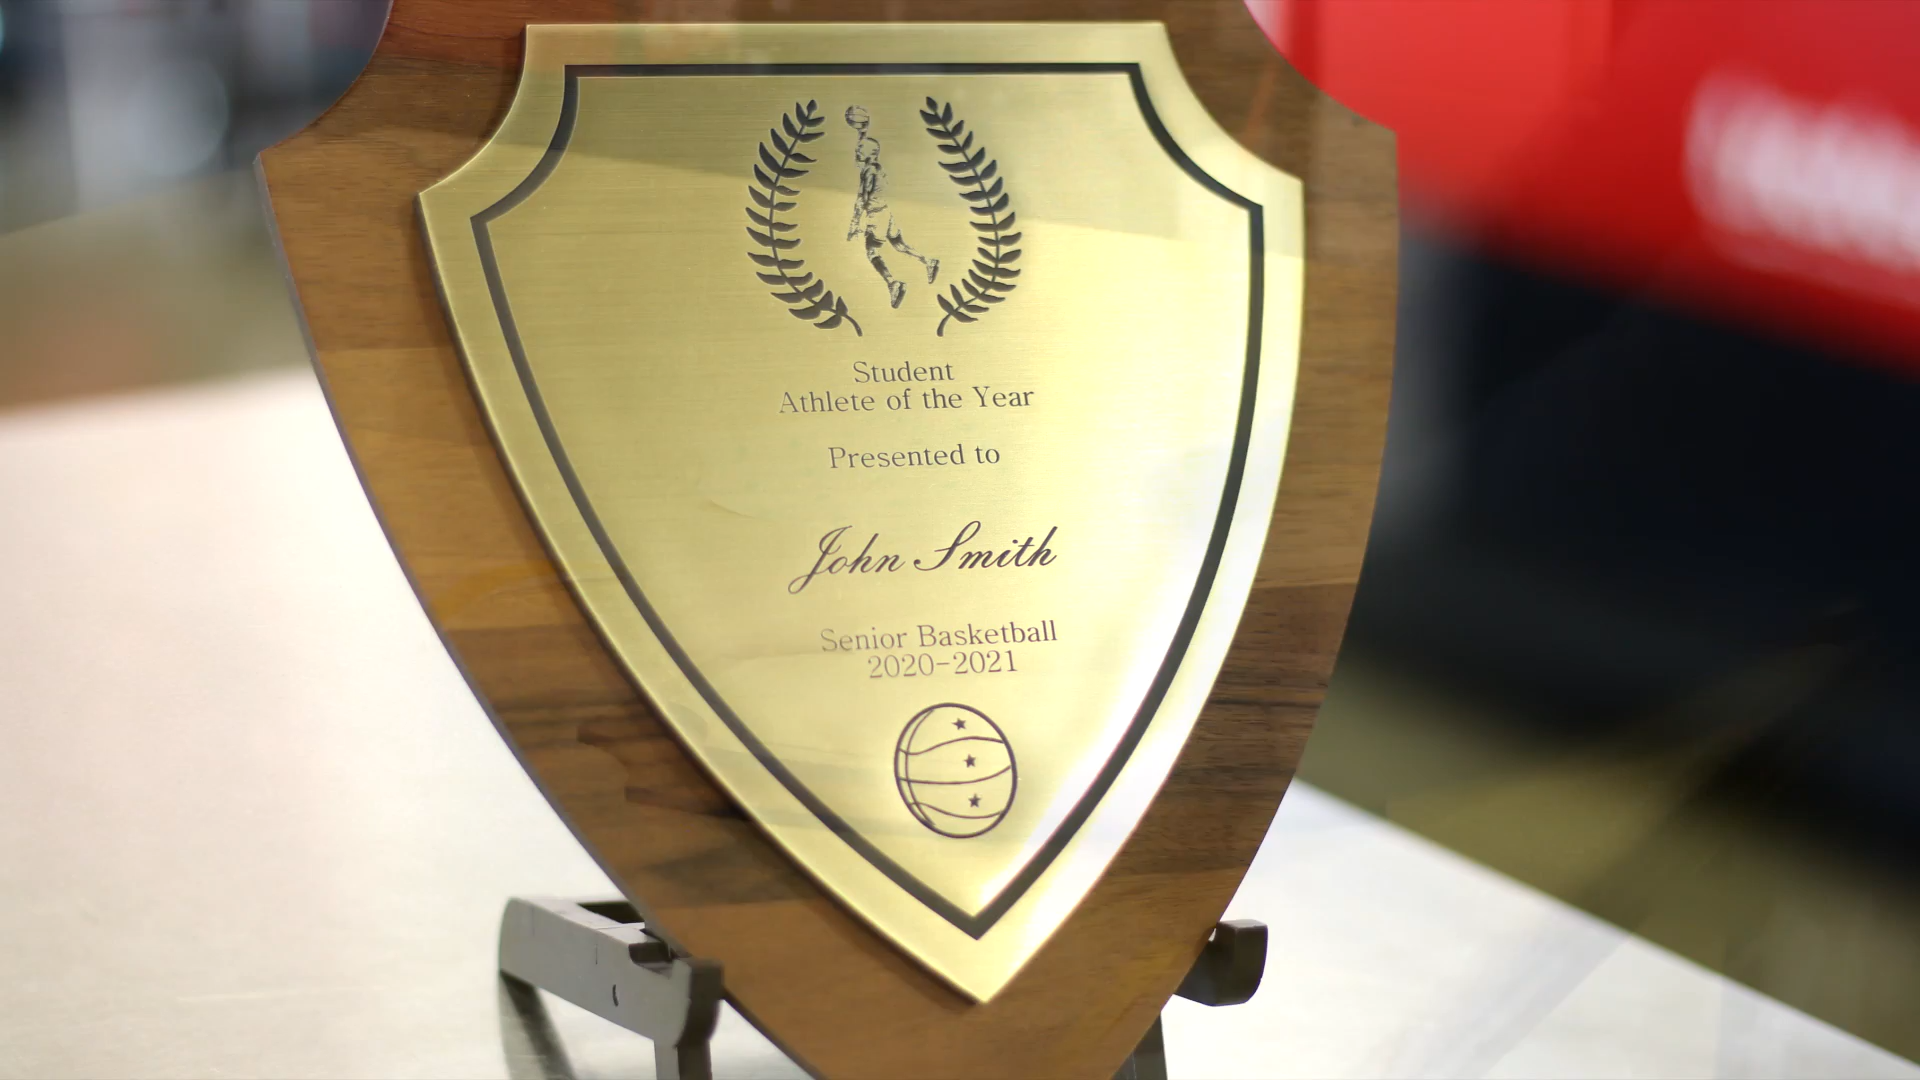 Student
Athlete of the Year
Presented to
John Smith
Senior Basketball
2020-2021